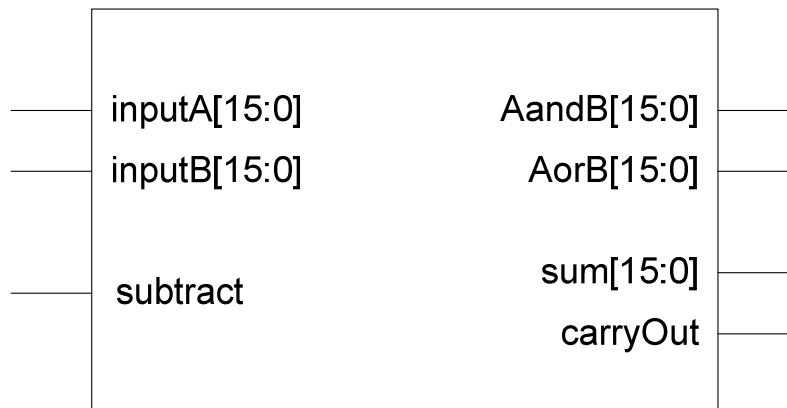 inputA[15:0]
AandB[15:0]
inputB[15:0]
AorB[15:0]
sum[15:0]
subtract
carryOut